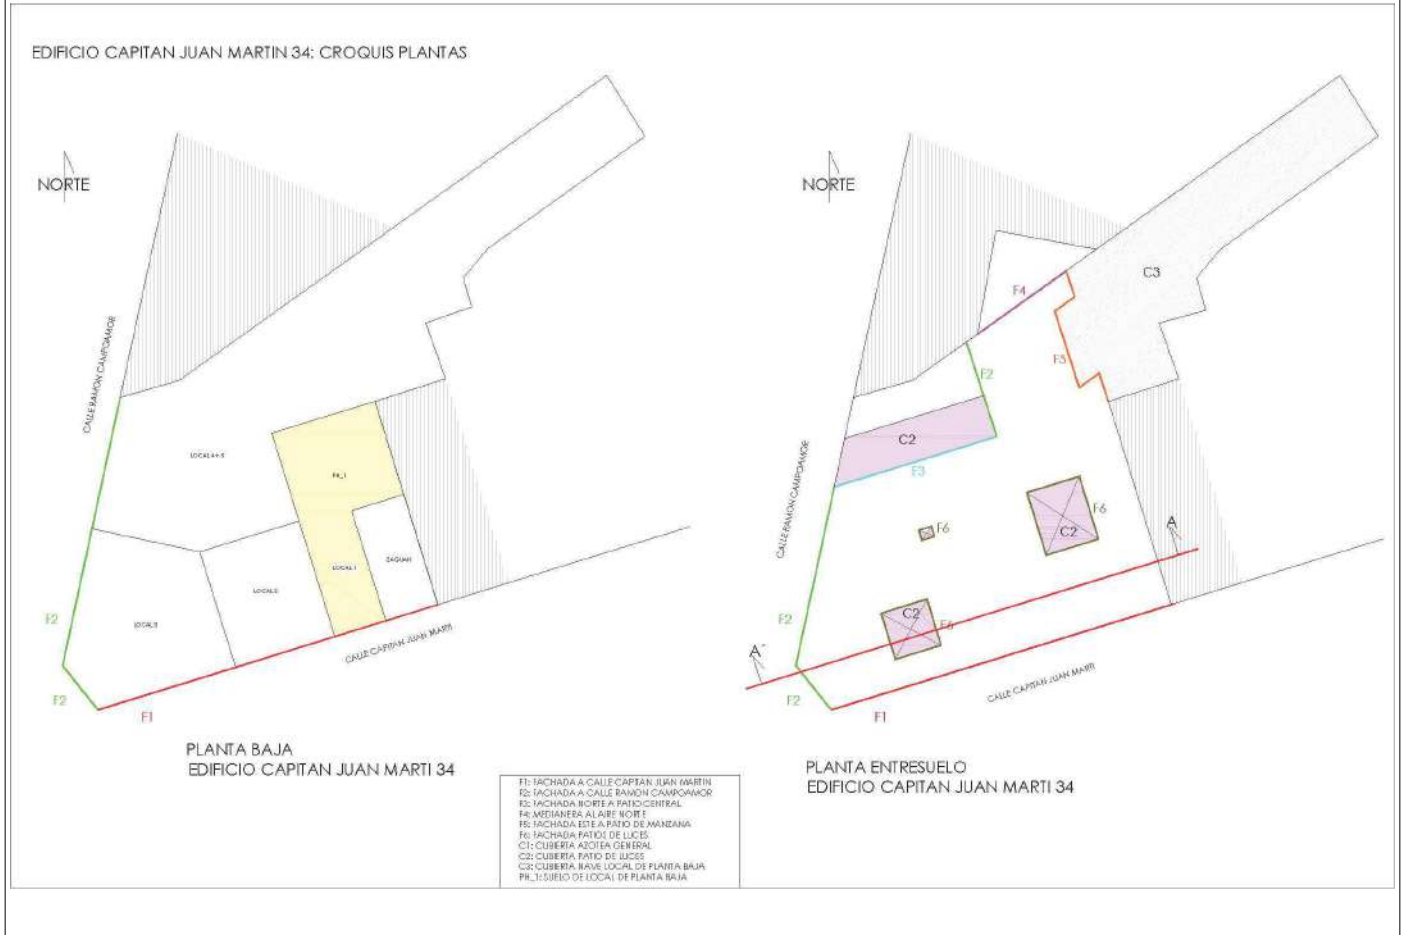 EDIFICIO CAPITAN JUAN MARTIN 34: CROQUIS PLANTAS
NORTE
CALLE RAMON CAMPOAMOR
LOCAL 4+5
PH_1
LOCAL 1
ZAGUAN
LOCAL 2
LOCAL 3
F2
F2
F1
CALLE CAPITAN JUAN MARTI
PLANTA BAJA
EDIFICIO CAPITAN JUAN MARTI 34
NORTE
C3
F4
F5
F2
C2
F3
CALLE RAMON CAMPOAMOR
F6
F6
C2
A
C2
F6
F2
A´
F2
F1
CALLE CAPITAN JUAN MARTI
PLANTA ENTRESUELO
EDIFICIO CAPITAN JUAN MARTI 34
F1: FACHADA A CALLE CAPITAN JUAN MARTIN
F2: FACHADA A CALLE RAMON CAMPOAMOR
F3: FACHADA NORTE A PATIO CENTRAL
F4: MEDIANERA AL AIRE NORTE
F5: FACHADA ESTE A PATIO DE MANZANA
F6: FACHADA PATIOS DE LUCES
C1: CUBIERTA AZOTEA GENERAL
C2: CUBIERTA PATIO DE LUCES
C3: CUBIERTA NAVE LOCAL DE PLANTA BAJA
PH_1: SUELO DE LOCAL DE PLANTA BAJA